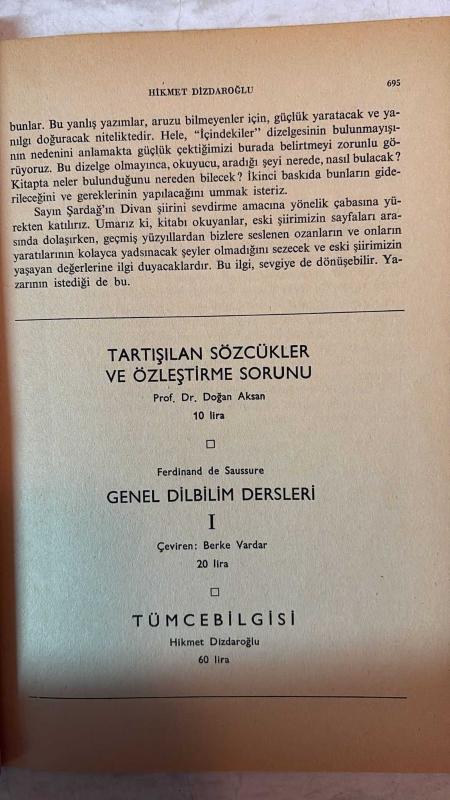 HİKMET DİZDAROĞLU
695
bunlar. Bu yanlış yazımlar, aruzu bilmeyenler için, güçlük yaratacak ve ya-
nılgı doğuracak niteliktedir. Hele, "İçindekiler" dizelgesinin bulunmayışı-
nın nedenini anlamakta güçlük çektiğimizi burada belirtmeyi zorunlu gö-
rüyoruz. Bu dizelge olmayınca, okuyucu, aradığı şeyi nerede, nasıl bulacak?
Kitapta neler bulunduğunu nereden bilecek? İkinci baskıda bunların gide-
rileceğini ve gereklerinin yapılacağını ummak isteriz.
Sayın Şardağ'ın Divan şiirini sevdirme amacına yönelik çabasına yü-
rekten katılırız. Umarız ki, kitabı okuyanlar, eski şiirimizin sayfaları ara-
sında dolaşırken, geçmiş yüzyıllardan bizlere seslenen ozanların ve onların
yaratılarının kolayca yadsınacak şeyler olmadığını sezecek ve eski şiirimizin
yaşayan değerlerine ilgi duyacaklardır. Bu ilgi, sevgiye de dönüşebilir. Ya-
zarının istediği de bu.
TARTIŞILAN SÖZCÜKLER
VE ÖZLEŞTİRME SORUNU
Prof. Dr. Doğan Aksan
10 lira
Ferdinand de Saussure
GENEL DİLBİLİM DERSLERİ
I
Çeviren: Berke Vardar
20 lira
TÜMCEBİLGİSİ
Hikmet Dizdaroğlu
60 lira